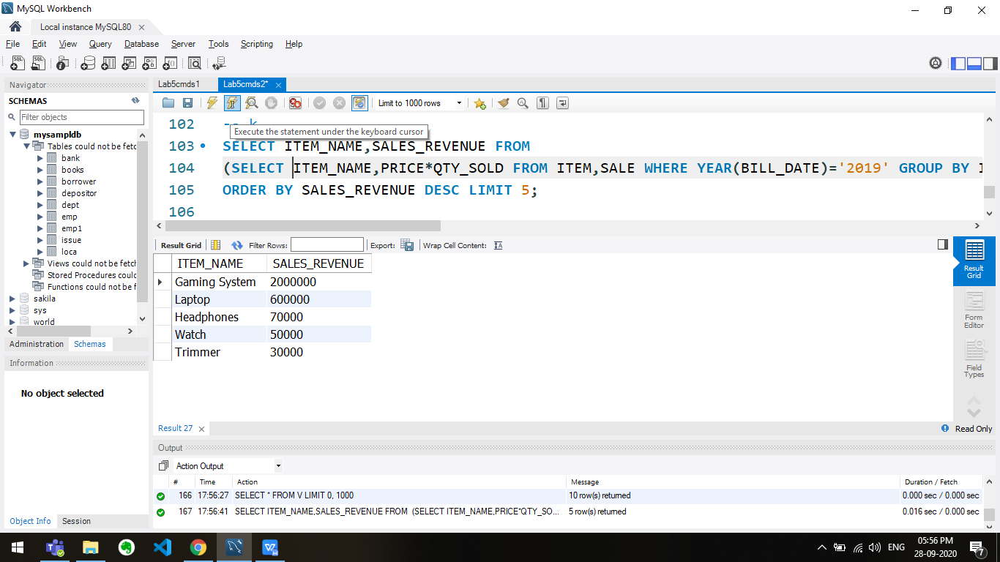 MySQL Workbench
Local instance MySQL80
File Edit View Query Database Server Tools Scripting Help
Navigator
SCHEMAS
Filter objects
mysampldb
Tables could not be fetc
bank
books
borrower
depositor
dept
emp
emp1
issue
loca
Views could not be fetch
Stored Procedures could
Functions could not be f
sakila
sys
world
Administration Schemas
Information
No object selected
Object Info Session
Lab5cmds1 Lab5cmds2*
Limit to 1000 rows
102 -- k
Execute the statement under the keyboard cursor
103 SELECT ITEM_NAME,SALES_REVENUE FROM
104 (SELECT ITEM_NAME,PRICE*QTY_SOLD FROM ITEM,SALE WHERE YEAR(BILL_DATE)='2019' GROUP BY I
105 ORDER BY SALES_REVENUE DESC LIMIT 5;
106
Result Grid Filter Rows: Export: Wrap Cell Content:
ITEM_NAME SALES_REVENUE
Gaming System 2000000
Laptop 600000
Headphones 70000
Watch 50000
Trimmer 30000
Result
Grid
Form
Editor
Field
Types
Result 27
Read Only
Output
Action Output
# Time Action Message Duration / Fetch
166 17:56:27 SELECT * FROM V LIMIT 0, 1000 10 row(s) returned 0.000 sec / 0.000 sec
167 17:56:41 SELECT ITEM_NAME,SALES_REVENUE FROM (SELECT ITEM_NAME,PRICE*QTY_SO... 5 row(s) returned 0.016 sec / 0.000 sec
ENG
05:56 PM
28-09-2020
7